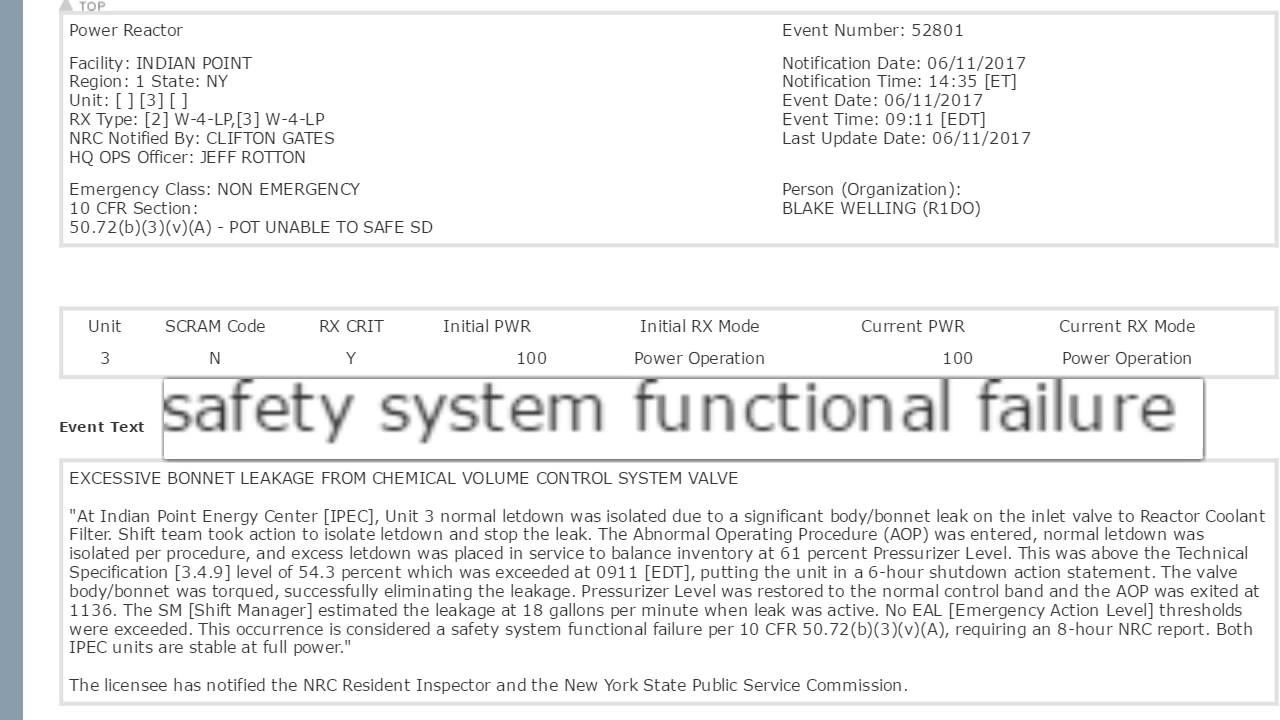 TOP
Power Reactor
Event Number: 52801
Facility: INDIAN POINT
Region: 1 State: NY
Unit: [ ] [3] [ ]
RX Type: [2] W-4-LP,[3] W-4-LP
NRC Notified By: CLIFTON GATES
HQ OPS Officer: JEFF ROTTON
Notification Date: 06/11/2017
Notification Time: 14:35 [ET]
Event Date: 06/11/2017
Event Time: 09:11 [EDT]
Last Update Date: 06/11/2017
Emergency Class: NON EMERGENCY
10 CFR Section:
50.72(b)(3)(v)(A) - POT UNABLE TO SAFE SD
Person (Organization):
BLAKE WELLING (R1DO)
Unit SCRAM Code RX CRIT Initial PWR Initial RX Mode Current PWR Current RX Mode
3 N Y 100 Power Operation 100 Power Operation
safety system functional failure
Event Text
EXCESSIVE BONNET LEAKAGE FROM CHEMICAL VOLUME CONTROL SYSTEM VALVE
"At Indian Point Energy Center [IPEC], Unit 3 normal letdown was isolated due to a significant body/bonnet leak on the inlet valve to Reactor Coolant
Filter. Shift team took action to isolate letdown and stop the leak. The Abnormal Operating Procedure (AOP) was entered, normal letdown was
isolated per procedure, and excess letdown was placed in service to balance inventory at 61 percent Pressurizer Level. This was above the Technical
Specification [3.4.9] level of 54.3 percent which was exceeded at 0911 [EDT], putting the unit in a 6-hour shutdown action statement. The valve
body/bonnet was torqued, successfully eliminating the leakage. Pressurizer Level was restored to the normal control band and the AOP was exited at
1136. The SM [Shift Manager] estimated the leakage at 18 gallons per minute when leak was active. No EAL [Emergency Action Level] thresholds
were exceeded. This occurrence is considered a safety system functional failure per 10 CFR 50.72(b)(3)(v)(A), requiring an 8-hour NRC report. Both
IPEC units are stable at full power."
The licensee has notified the NRC Resident Inspector and the New York State Public Service Commission.